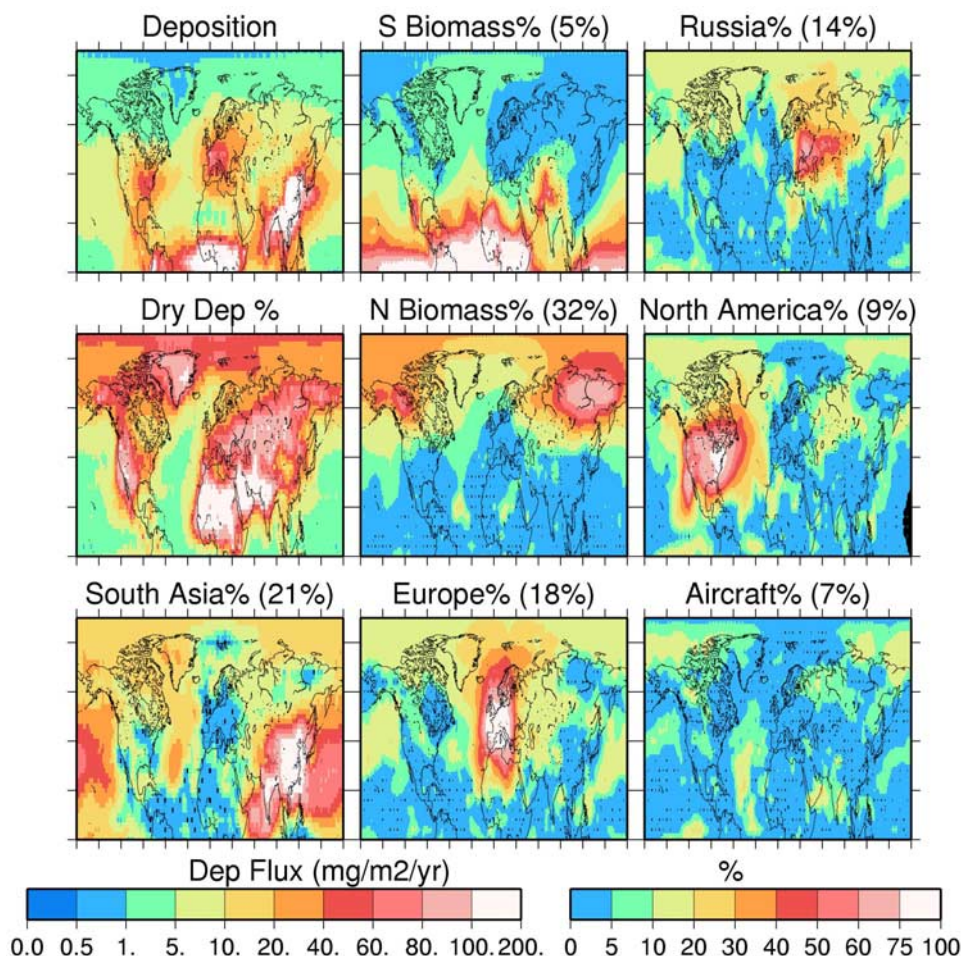 Deposition
S Biomass% (5%)
Russia% (14%)
Dry Dep %
N Biomass% (32%)
North America% (9%)
South Asia% (21%)
Europe% (18%)
Aircraft% (7%)
Dep Flux (mg/m2/yr)
%
0.0 0.5 1. 5. 10. 20. 40. 60. 80. 100. 200.
0 5 10 20 30 40 50 60 75 100